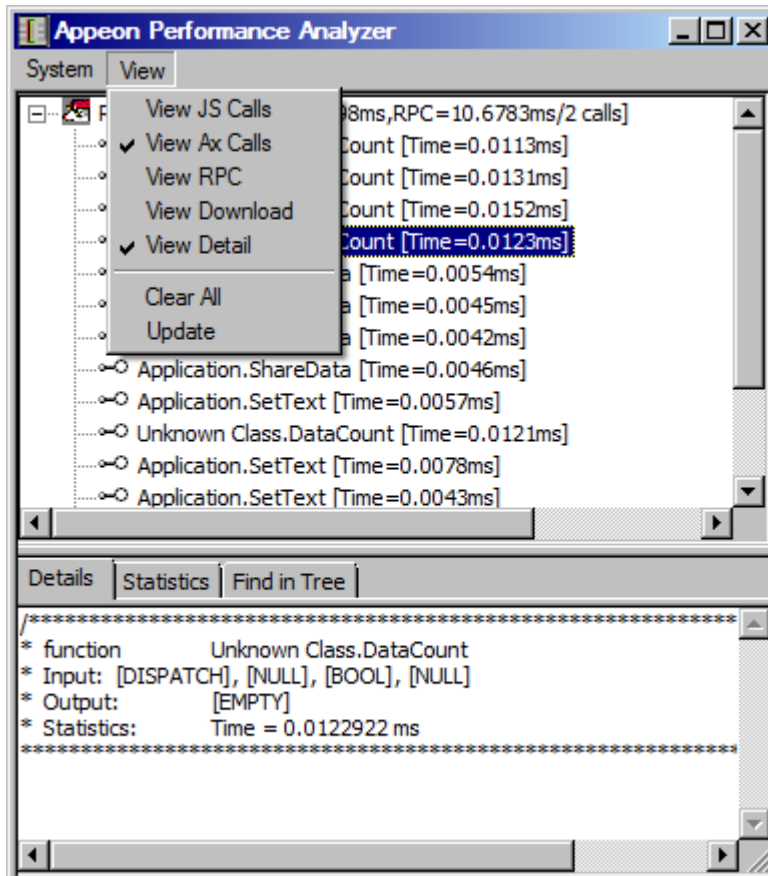 Appeon Performance Analyzer
System View
View JS Calls
View Ax Calls
View RPC
View Download
View Detail
Clear All
Update
98ms,RPC=10.6783ms/2 calls]
Count [Time=0.0113ms]
Count [Time=0.0131ms]
Count [Time=0.0152ms]
Count [Time=0.0123ms]
a [Time=0.0054ms]
a [Time=0.0045ms]
a [Time=0.0042ms]
Application.ShareData [Time=0.0046ms]
Application.SetText [Time=0.0057ms]
Unknown Class.DataCount [Time=0.0121ms]
Application.SetText [Time=0.0078ms]
Application.SetText [Time=0.0043ms]
Details Statistics Find in Tree
/************************************************************
* function Unknown Class.DataCount
* Input: [DISPATCH], [NULL], [BOOL], [NULL]
* Output: [EMPTY]
* Statistics: Time = 0.0122922 ms
************************************************************